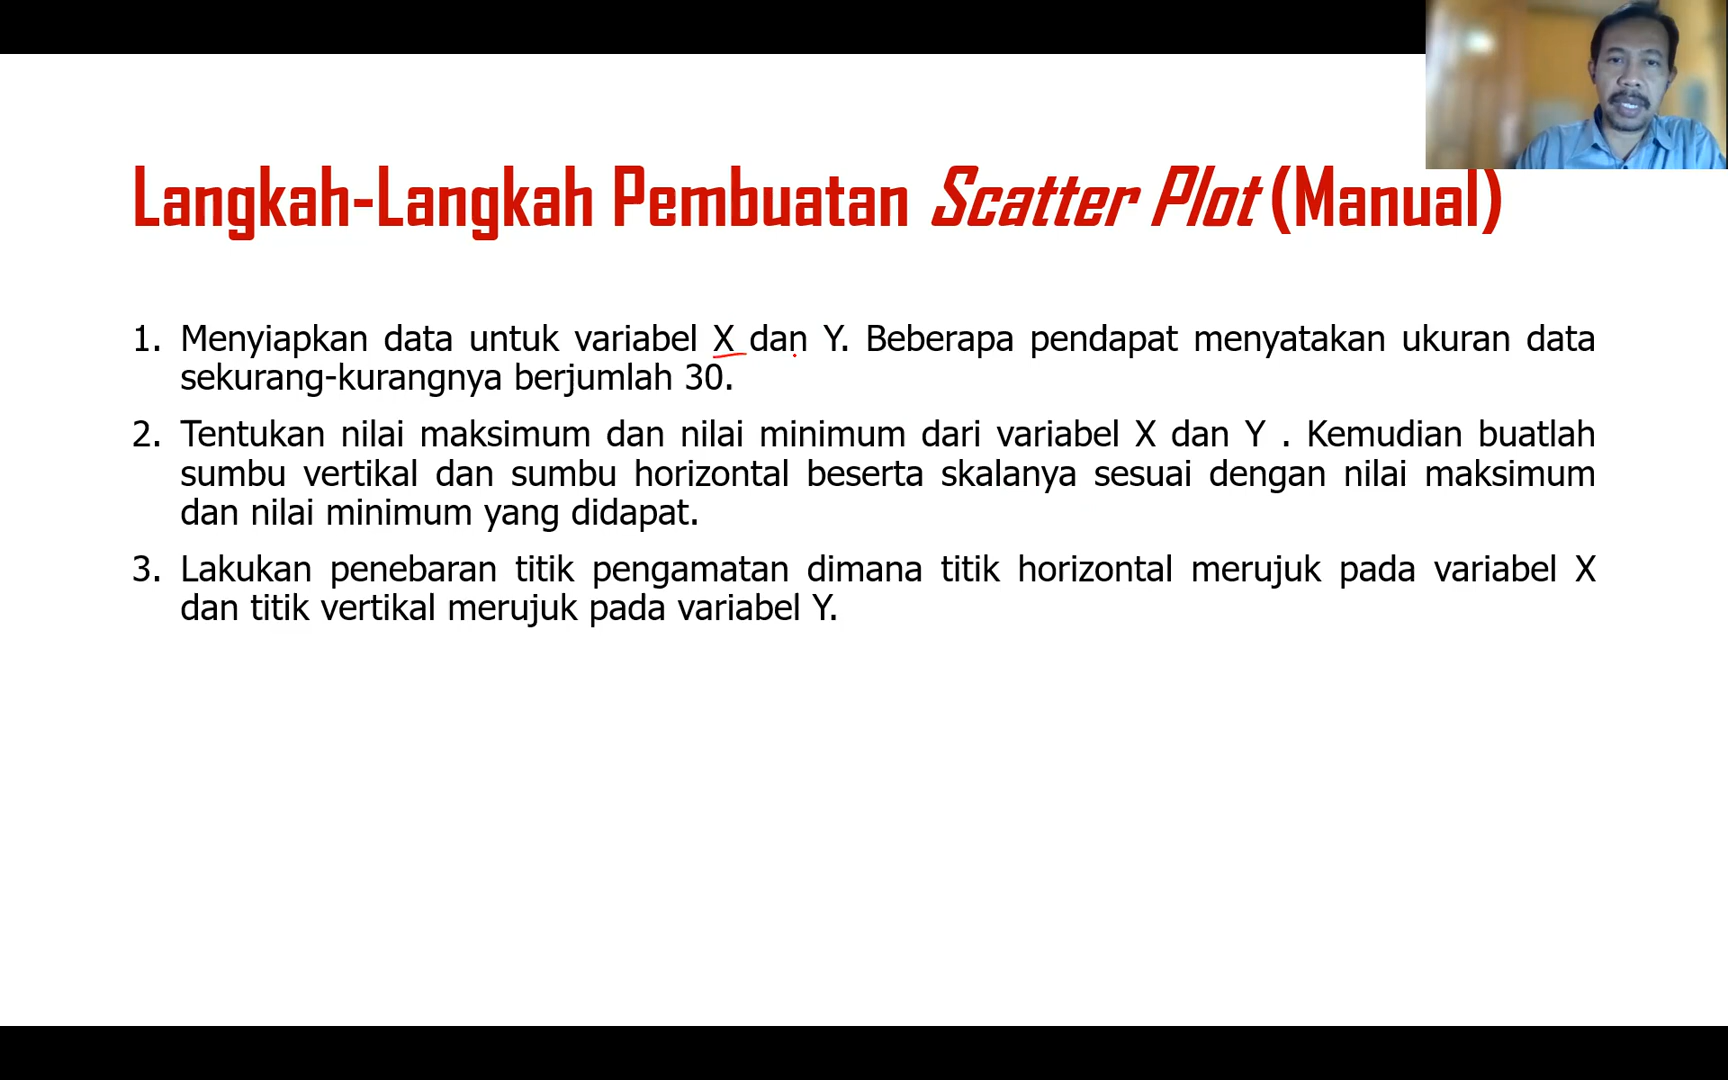 Langkah-Langkah Pembuatan Scatter Plot (Manual)
1. Menyiapkan data untuk variabel X dan Y. Beberapa pendapat menyatakan ukuran data
sekurang-kurangnya berjumlah 30.
2. Tentukan nilai maksimum dan nilai minimum dari variabel X dan Y . Kemudian buatlah
sumbu vertikal dan sumbu horizontal beserta skalanya sesuai dengan nilai maksimum
dan nilai minimum yang didapat.
3. Lakukan penebaran titik pengamatan dimana titik horizontal merujuk pada variabel X
dan titik vertikal merujuk pada variabel Y.